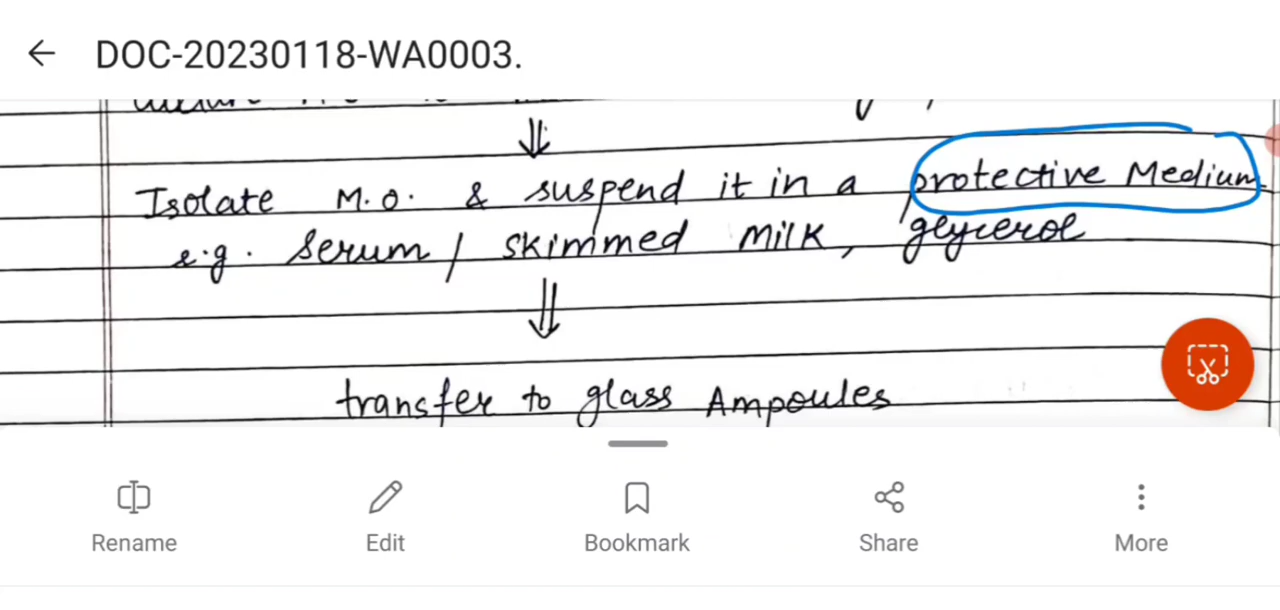 DOC-20230118-WA0003.
Isolate M.O. & suspend it in a protective Medium
e.g. Serum / skimmed milk, glycerol
transfer to glass Ampoules
Rename
Edit
Bookmark
Share
More